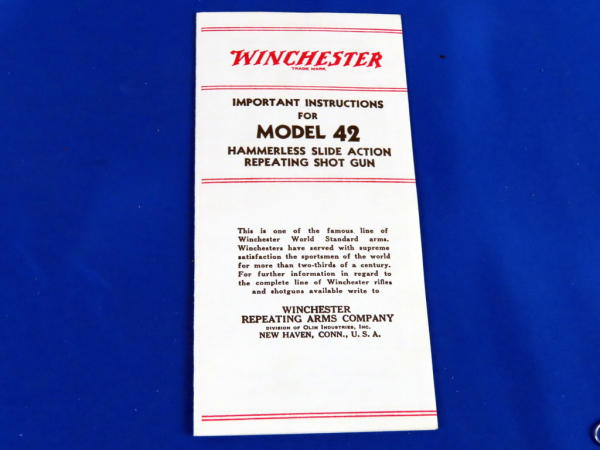 WINCHESTER
TRADE MARK
IMPORTANT INSTRUCTIONS
FOR
MODEL 42
HAMMERLESS SLIDE ACTION
REPEATING SHOT GUN
This is one of the famous line of
Winchester World Standard arms.
Winchesters have served with supreme
satisfaction the sportsmen of the world
for more than two-thirds of a century.
For further information in regard to
the complete line of Winchester rifles
and shotguns available write to
WINCHESTER
REPEATING ARMS COMPANY
DIVISION OF OLIN INDUSTRIES, INC.
NEW HAVEN, CONN., U. S. A.